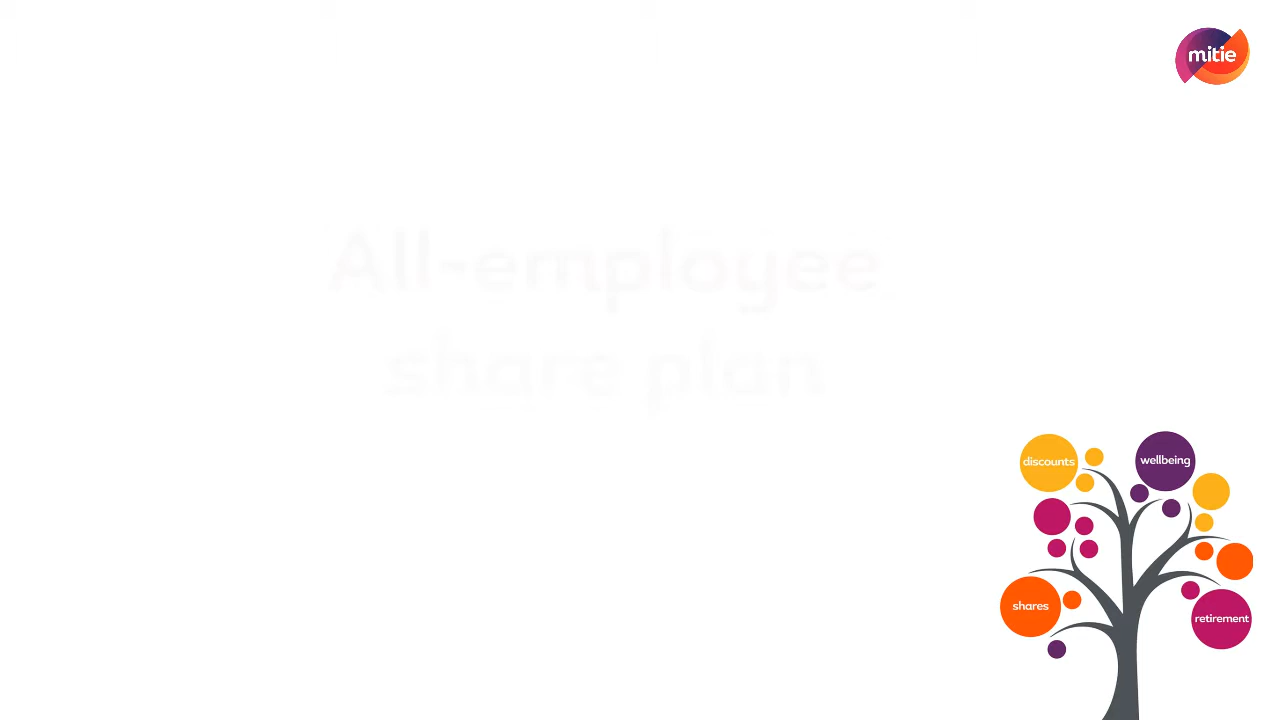 mitie
All-employee
share plan
discounts
wellbeing
shares
retirement